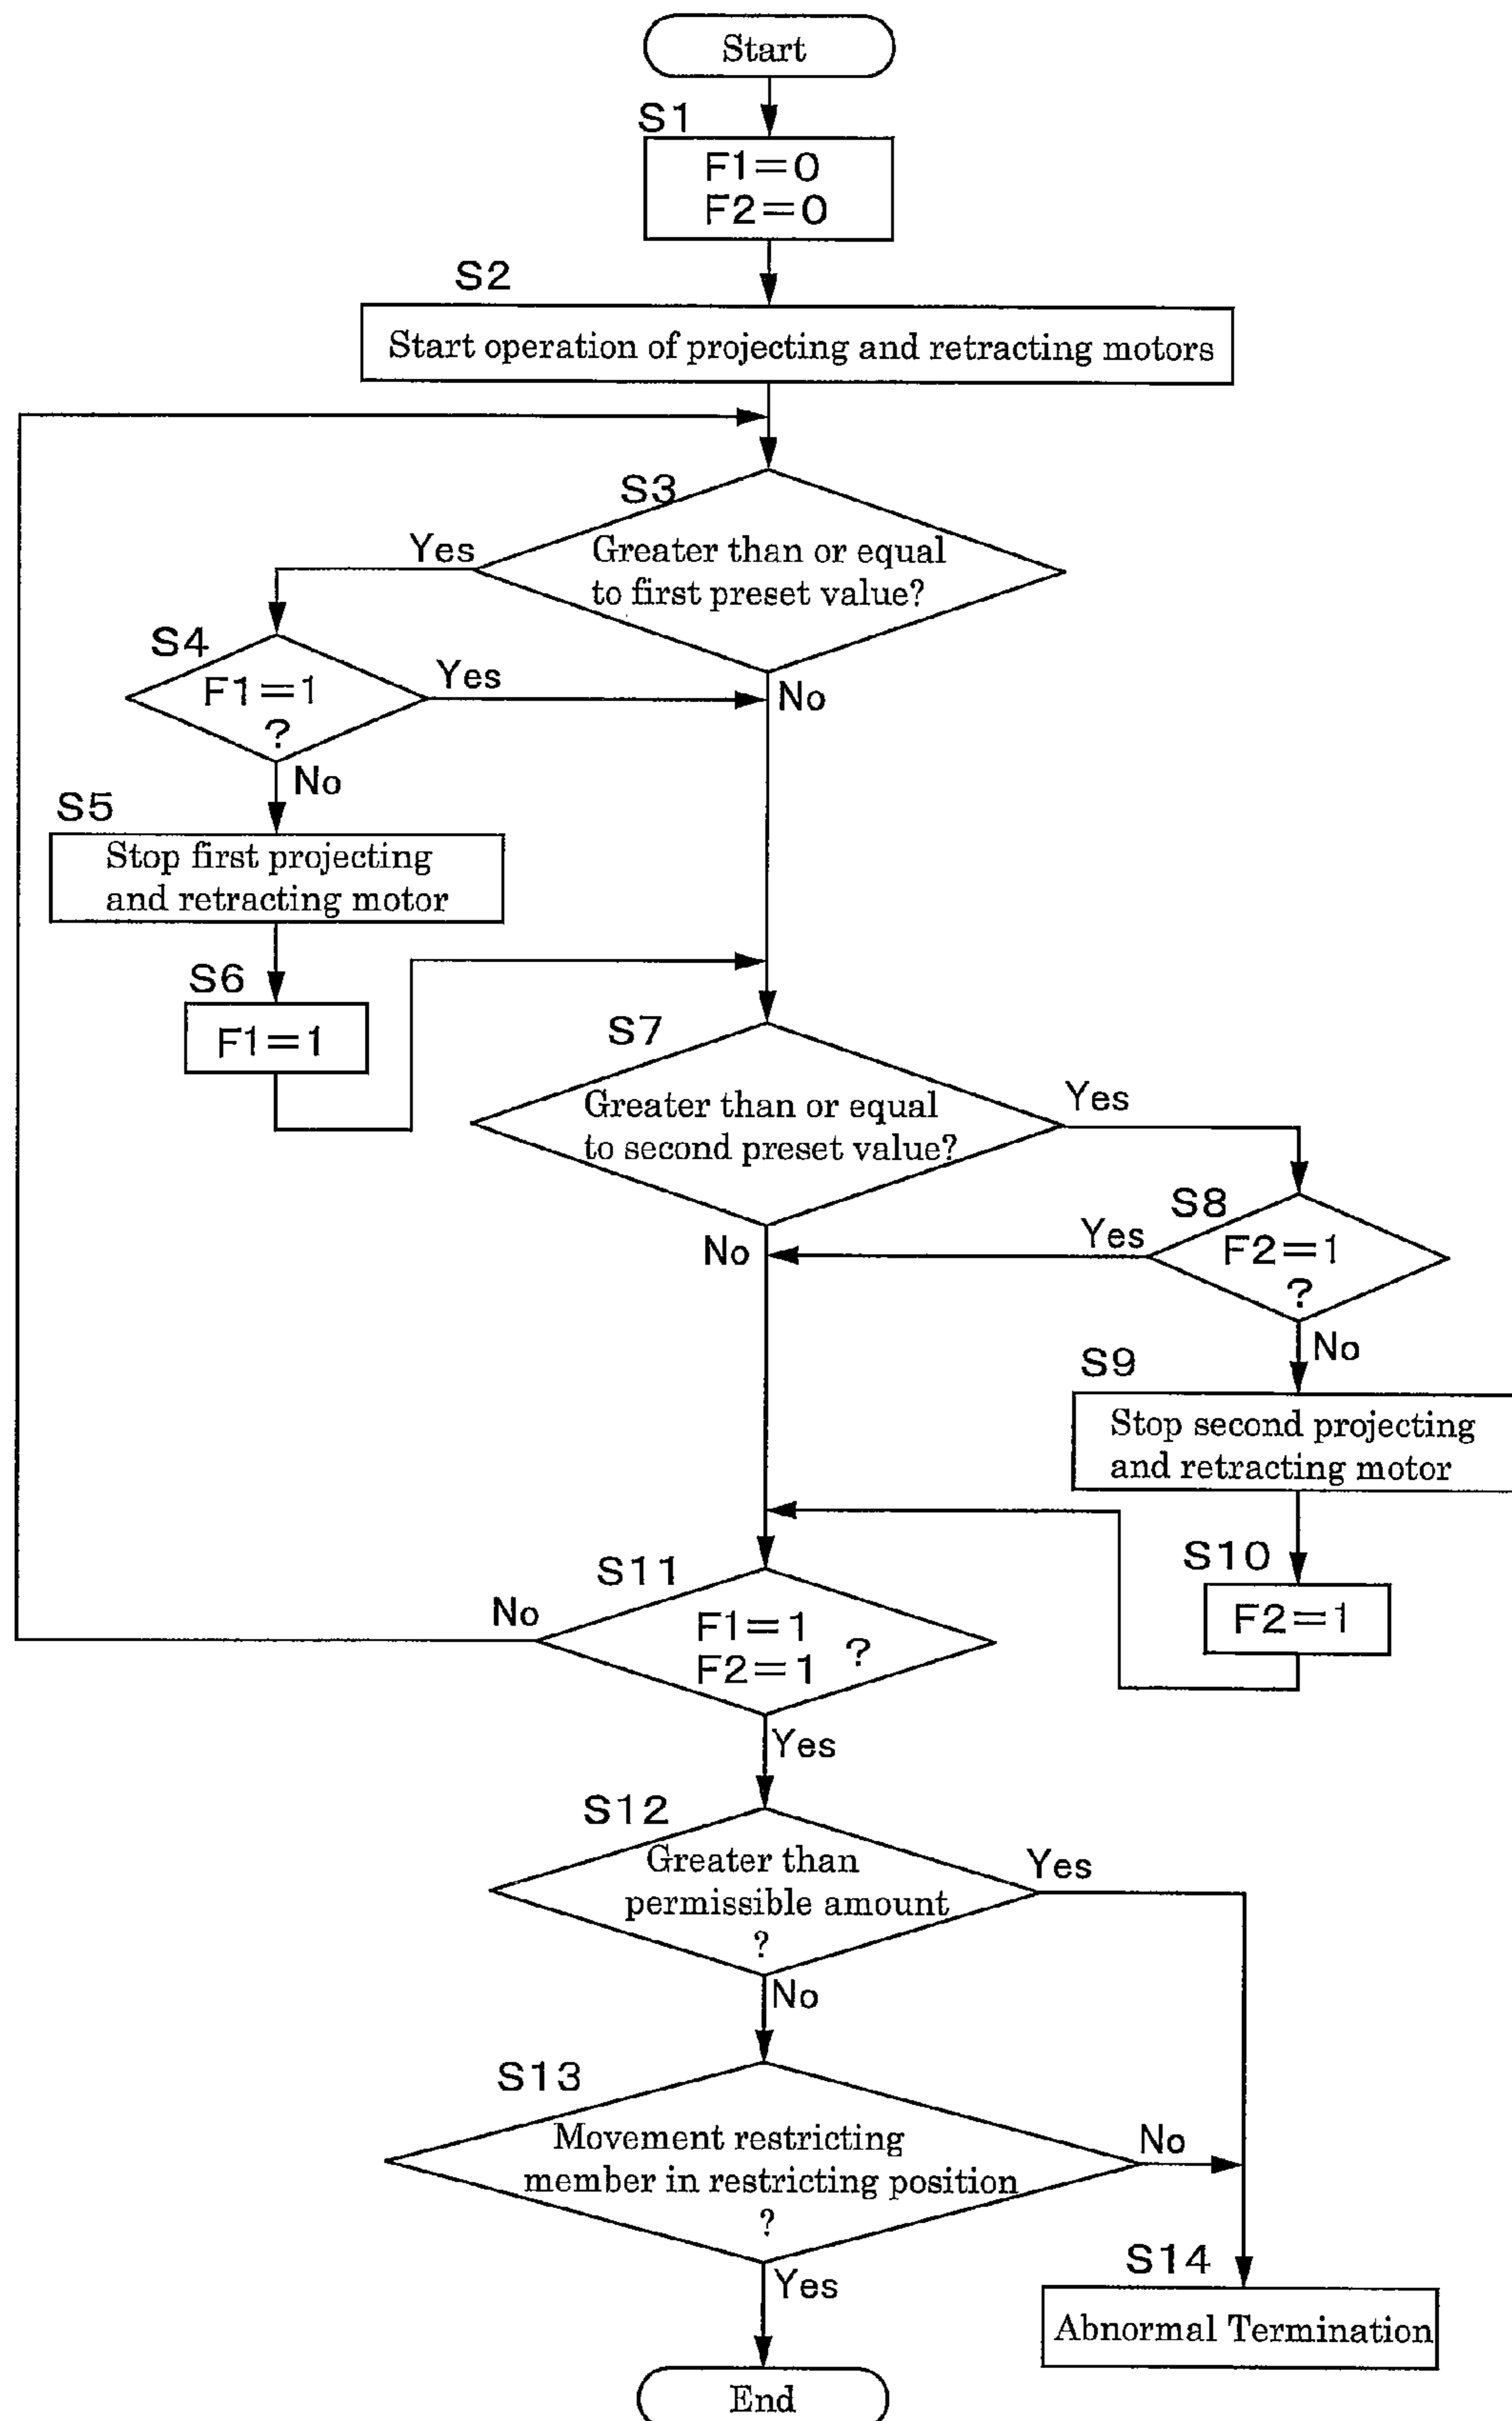 Start
S1
F1=0
F2=0
S2
Start operation of projecting and retracting motors
S3
Greater than or equal
to first preset value?
Yes
No
S4
F1=1
?
Yes
No
S5
Stop first projecting
and retracting motor
S6
F1=1
S7
Greater than or equal
to second preset value?
Yes
No
S8
F2=1
?
Yes
No
S9
Stop second projecting
and retracting motor
S10
F2=1
S11
F1=1
F2=1 ?
No
Yes
S12
Greater than
permissible amount
?
Yes
No
S13
Movement restricting
member in restricting position
?
No
Yes
S14
Abnormal Termination
End